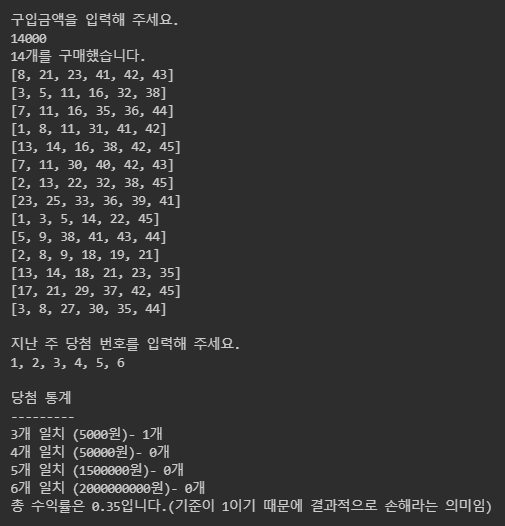 구입금액을 입력해 주세요.
14000
14개를 구매했습니다.
[8, 21, 23, 41, 42, 43]
[3, 5, 11, 16, 32, 38]
[7, 11, 16, 35, 36, 44]
[1, 8, 11, 31, 41, 42]
[13, 14, 16, 38, 42, 45]
[7, 11, 30, 40, 42, 43]
[2, 13, 22, 32, 38, 45]
[23, 25, 33, 36, 39, 41]
[1, 3, 5, 14, 22, 45]
[5, 9, 38, 41, 43, 44]
[2, 8, 9, 18, 19, 21]
[13, 14, 18, 21, 23, 35]
[17, 21, 29, 37, 42, 45]
[3, 8, 27, 30, 35, 44]
지난 주 당첨 번호를 입력해 주세요.
1, 2, 3, 4, 5, 6
당첨 통계
---------
3개 일치 (5000원)- 1개
4개 일치 (50000원)- 0개
5개 일치 (1500000원)- 0개
6개 일치 (2000000000원)- 0개
총 수익률은 0.35입니다.(기준이 1이기 때문에 결과적으로 손해라는 의미임)